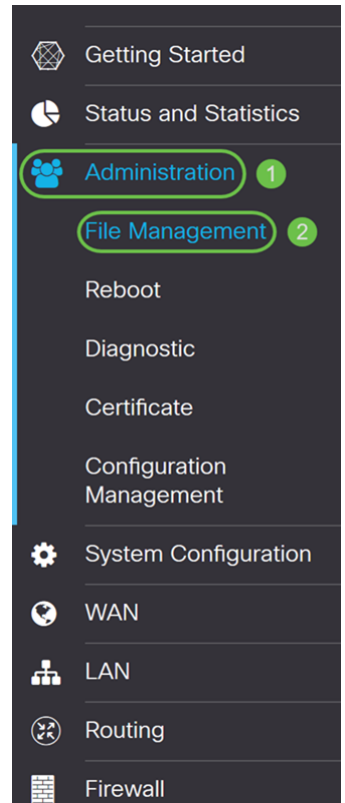 Getting Started
Status and Statistics
Administration 1
File Management 2
Reboot
Diagnostic
Certificate
Configuration
Management
System Configuration
WAN
LAN
Routing
Firewall